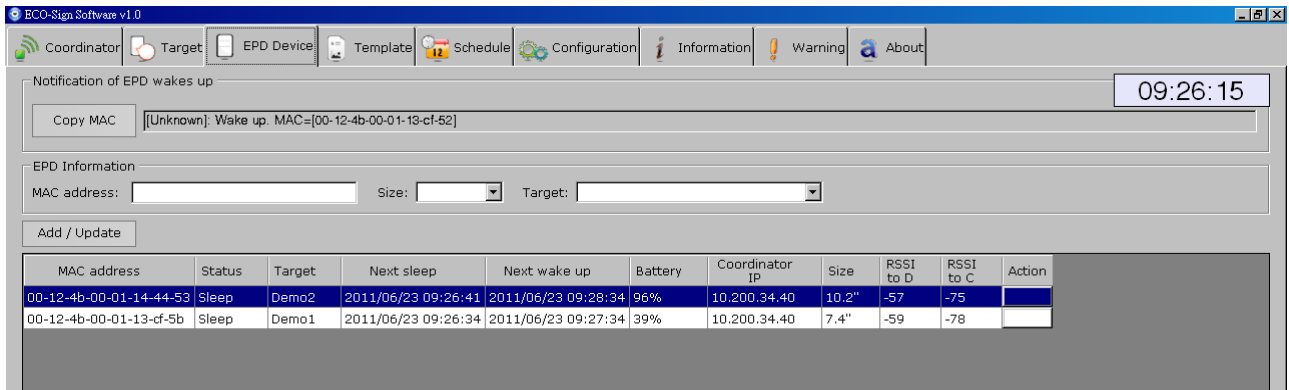 ECO-Sign Software v1.0
Coordinator Target EPD Device Template 12 Schedule Configuration i Information ! Warning a About
Notification of EPD wakes up
09:26:15
Copy MAC [Unknown]: Wake up. MAC=[00-12-4b-00-01-13-cf-52]
EPD Information
MAC address: Size: Target:
Add / Update
MAC address Status Target Next sleep Next wake up Battery Coordinator IP Size RSSI to D RSSI to C Action
00-12-4b-00-01-14-44-53 Sleep Demo2 2011/06/23 09:26:41 2011/06/23 09:28:34 96% 10.200.34.40 10.2" -57 -75
00-12-4b-00-01-13-cf-5b Sleep Demo1 2011/06/23 09:26:34 2011/06/23 09:27:34 39% 10.200.34.40 7.4" -59 -78